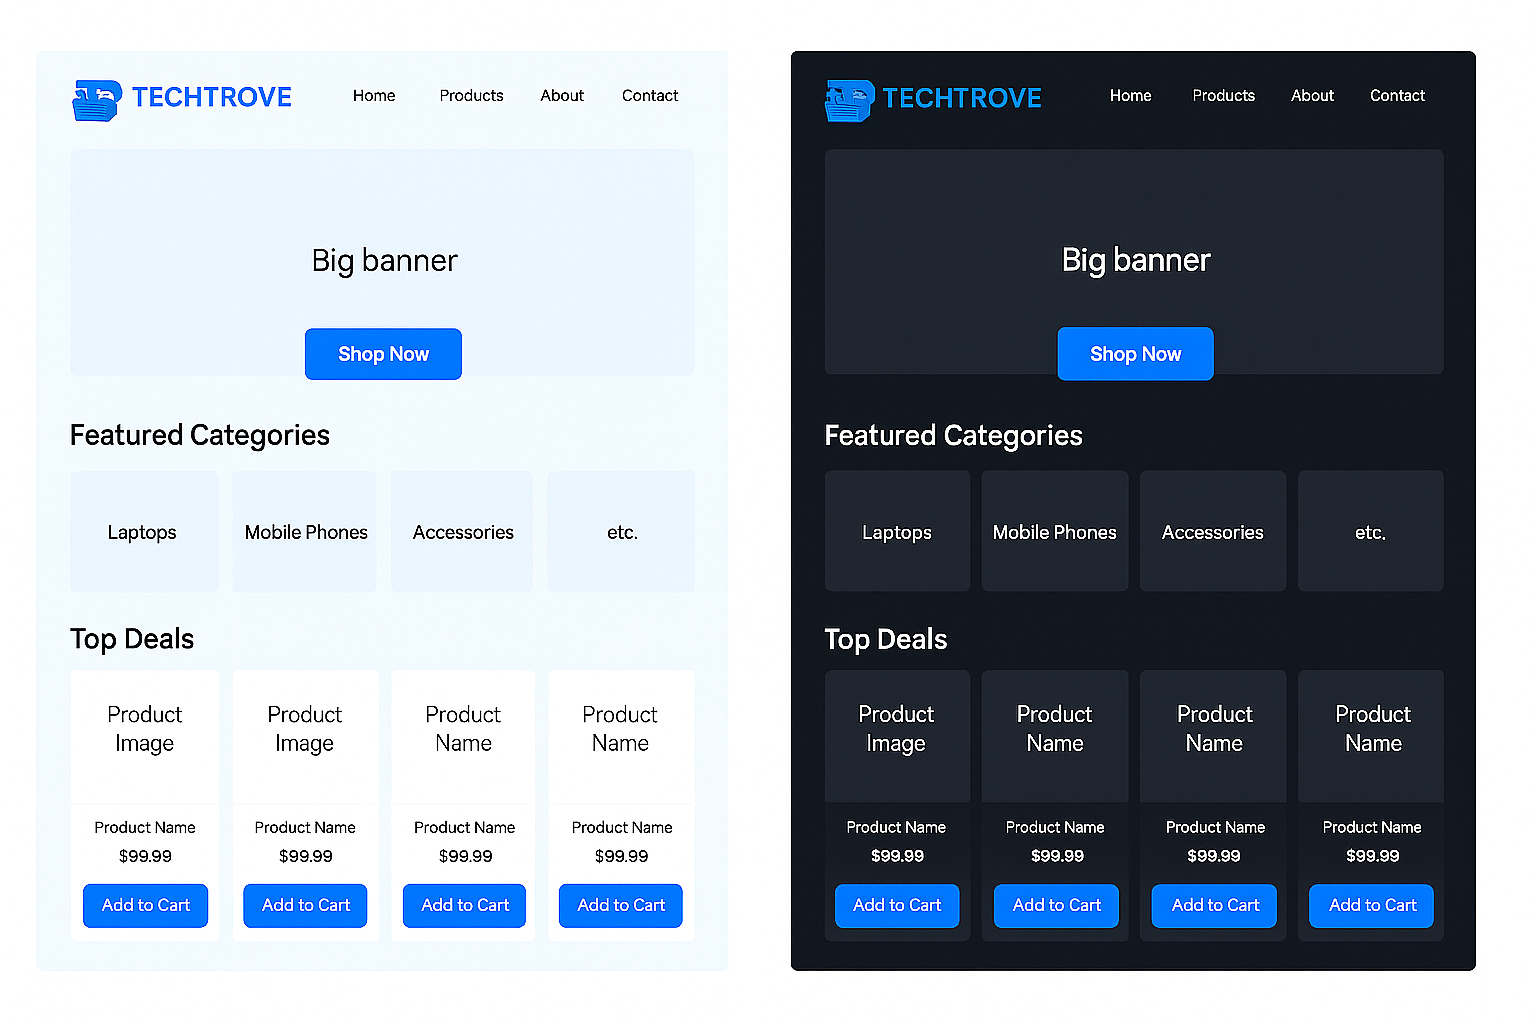 TECHTROVE
Home Products About Contact
Big banner
Shop Now
Featured Categories
Laptops Mobile Phones Accessories etc.
Top Deals
Product Product Product Product
Image Image Name Name
Product Name Product Name Product Name Product Name
$99.99 $99.99 $99.99 $99.99
Add to Cart Add to Cart Add to Cart Add to Cart
TECHTROVE
Home Products About Contact
Big banner
Shop Now
Featured Categories
Laptops Mobile Phones Accessories etc.
Top Deals
Product Product Product Product
Image Name Name Name
Product Name Product Name Product Name Product Name
$99.99 $99.99 $99.99 $99.99
Add to Cart Add to Cart Add to Cart Add to Cart